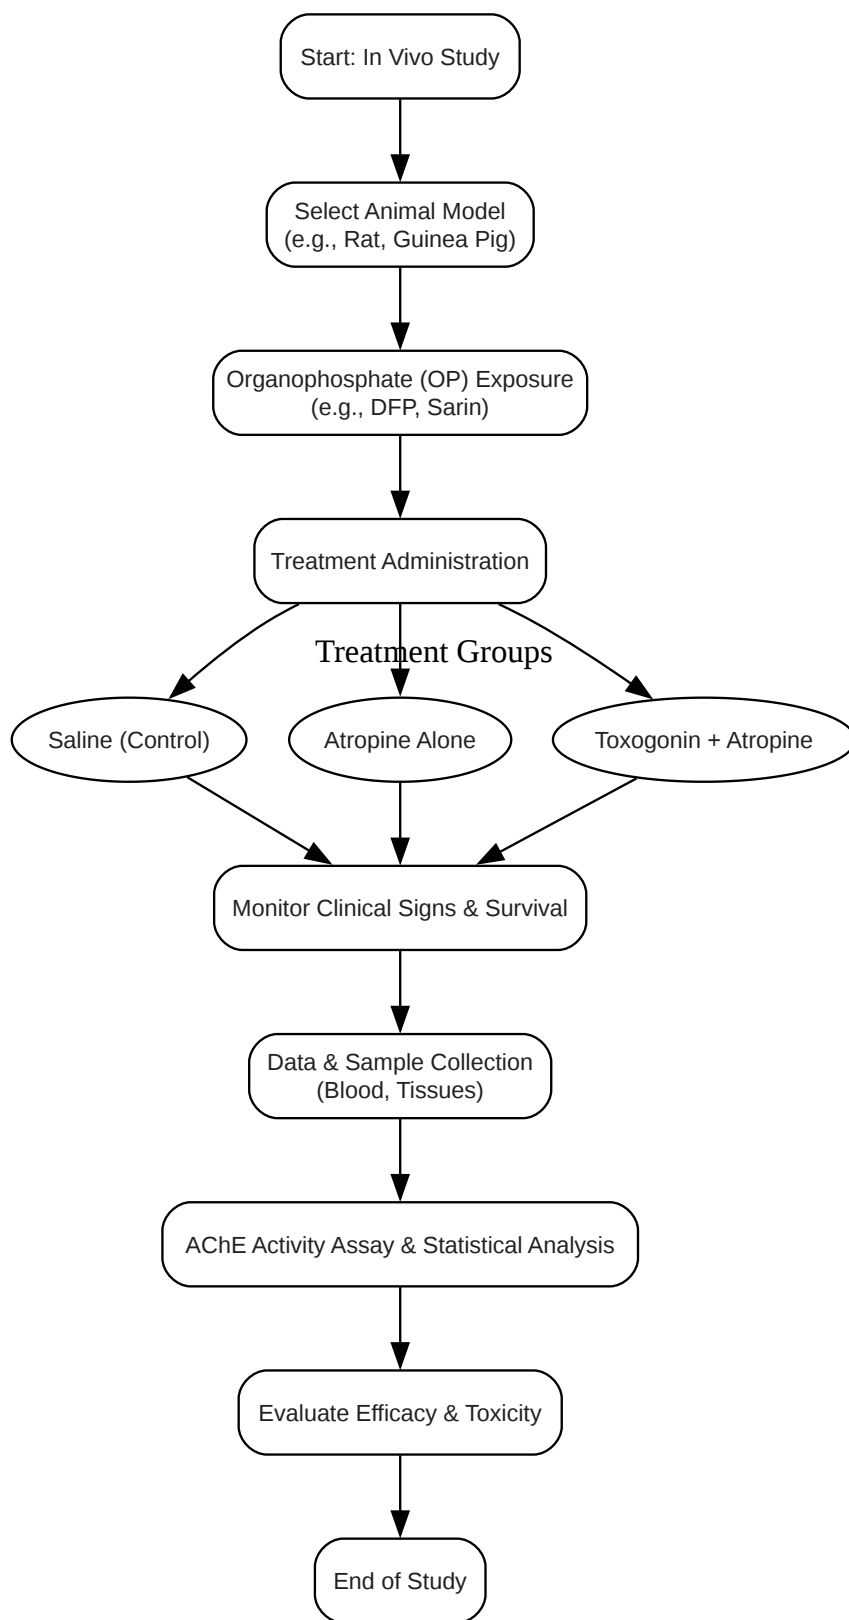 Start: In Vivo Study
Select Animal Model
(e.g., Rat, Guinea Pig)
Organophosphate (OP) Exposure
(e.g., DFP, Sarin)
Treatment Administration
Treatment Groups
Saline (Control)
Atropine Alone
Toxogonin + Atropine
Monitor Clinical Signs & Survival
Data & Sample Collection
(Blood, Tissues)
AChE Activity Assay & Statistical Analysis
Evaluate Efficacy & Toxicity
End of Study